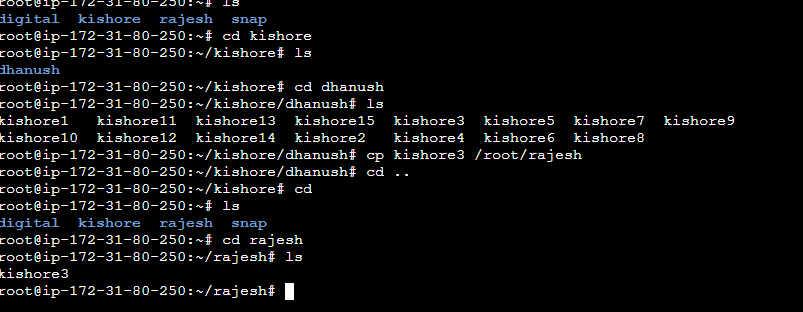 root@ip-172-31-80-250:~# ls
digital  kishore  rajesh  snap
root@ip-172-31-80-250:~# cd kishore
root@ip-172-31-80-250:~/kishore# ls
dhanush
root@ip-172-31-80-250:~/kishore# cd dhanush
root@ip-172-31-80-250:~/kishore/dhanush# ls
kishore1   kishore11  kishore13  kishore15  kishore3  kishore5  kishore7  kishore9
kishore10  kishore12  kishore14  kishore2   kishore4  kishore6  kishore8
root@ip-172-31-80-250:~/kishore/dhanush# cp kishore3 /root/rajesh
root@ip-172-31-80-250:~/kishore/dhanush# cd ..
root@ip-172-31-80-250:~/kishore# cd
root@ip-172-31-80-250:~# ls
digital  kishore  rajesh  snap
root@ip-172-31-80-250:~# cd rajesh
root@ip-172-31-80-250:~/rajesh# ls
kishore3
root@ip-172-31-80-250:~/rajesh#